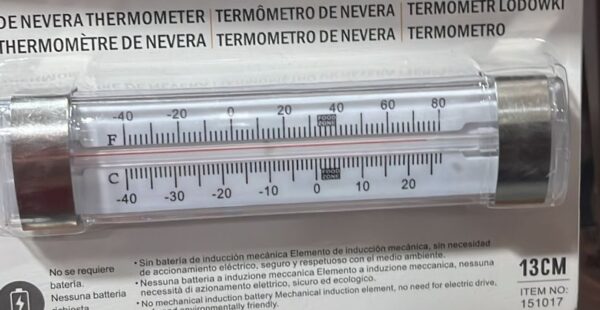 DE NEVERA THERMOMETER | TERMÔMETRO DE NEVERA | TERMOMETR LODÓWKI
THERMOMÈTRE DE NEVERA | TERMOMETRO DE NEVERA | TERMOMETRO
-40 -20 0 20 40 60 80
F
FOOD ZONE
C
FOOD ZONE
-40 -30 -20 -10 0 10 20
No se requiere
batería.
Nessuna batteria
• Sin batería de inducción mecánica Elemento de inducción mecánica, sin necesidad
de accionamiento eléctrico, seguro y respetuoso con el medio ambiente.
• Nessuna batteria a induzione meccanica Elemento a induzione meccanica, nessuna
necessità di azionamento elettrico, sicuro ed ecologico.
• No mechanical induction battery Mechanical induction element, no need for electric drive,
and environmentally friendly.
13CM
ITEM NO:
151017